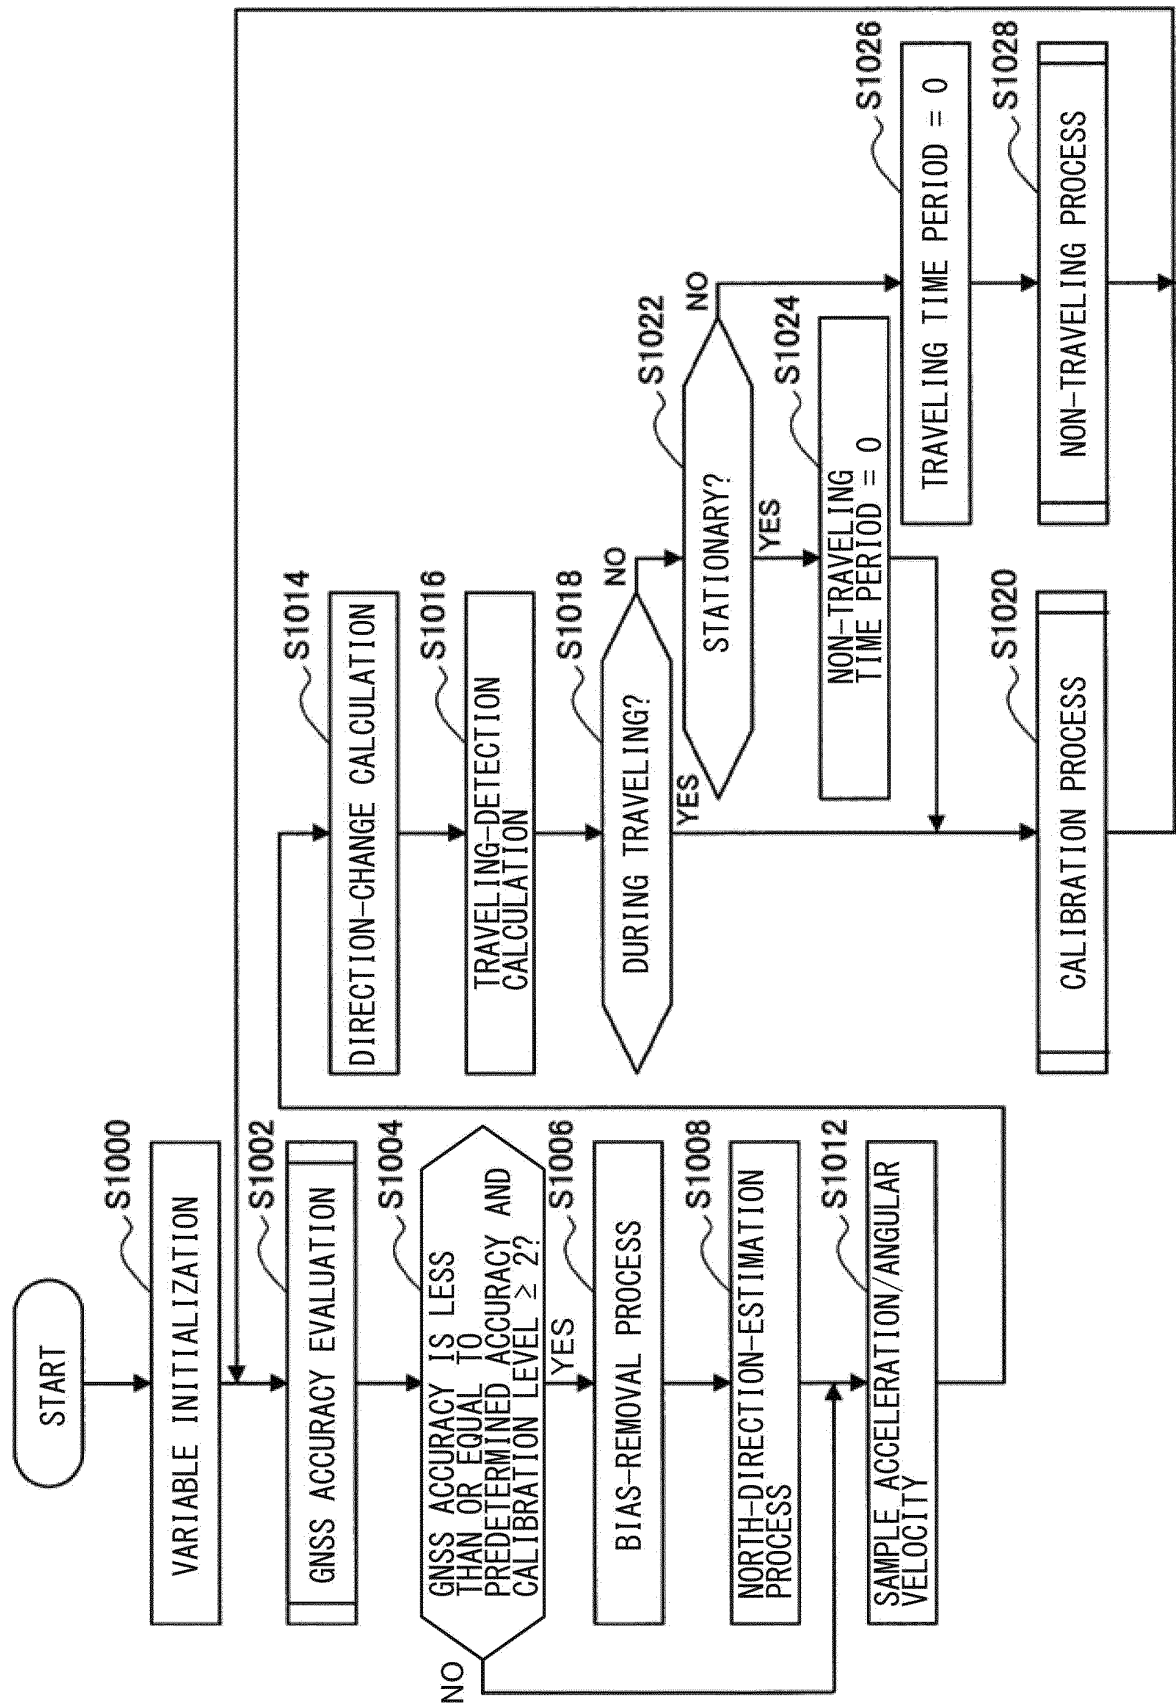 START
S1000
VARIABLE INITIALIZATION
S1002
GNSS ACCURACY EVALUATION
S1004
GNSS ACCURACY IS LESS
THAN OR EQUAL TO
PREDETERMINED ACCURACY AND
CALIBRATION LEVEL ≥ 2?
NO
YES
S1006
BIAS-REMOVAL PROCESS
S1008
NORTH-DIRECTION-ESTIMATION
PROCESS
S1012
SAMPLE ACCELERATION/ANGULAR
VELOCITY
S1014
DIRECTION-CHANGE CALCULATION
S1016
TRAVELING-DETECTION
CALCULATION
S1018
DURING TRAVELING?
NO
YES
S1022
STATIONARY?
NO
YES
S1024
NON-TRAVELING
TIME PERIOD = 0
S1020
CALIBRATION PROCESS
S1026
TRAVELING TIME PERIOD = 0
S1028
NON-TRAVELING PROCESS